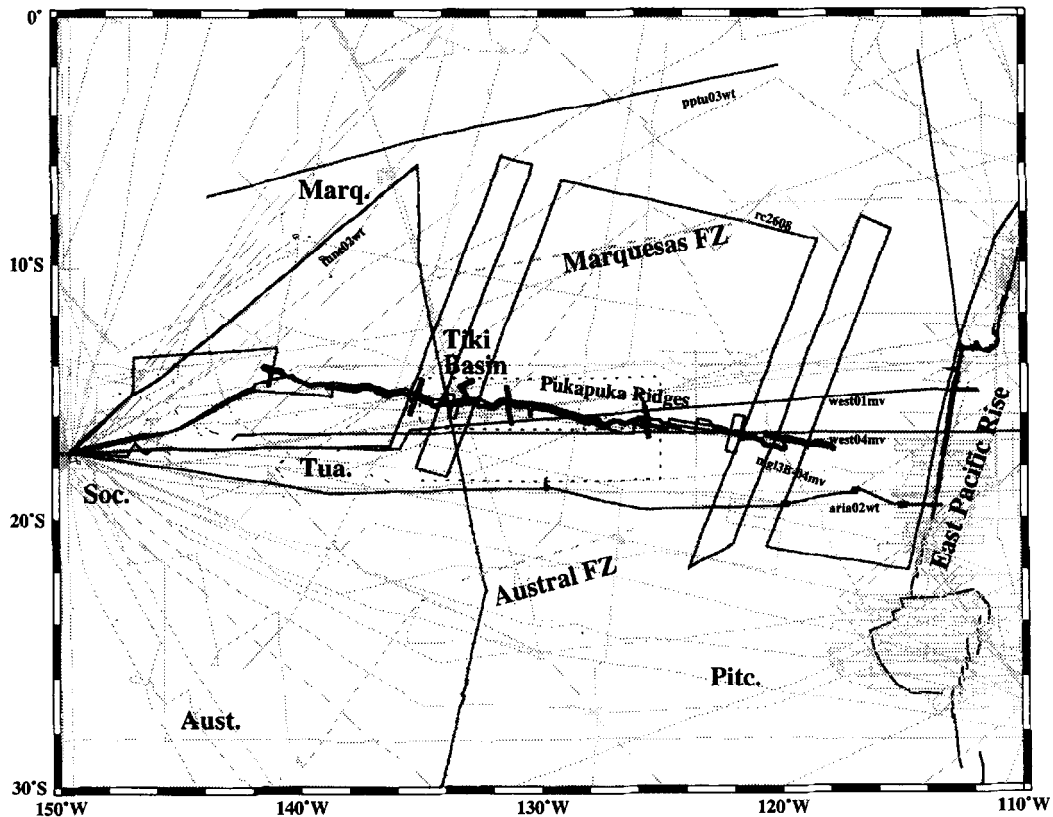 0°
pptu03wt
Marq.
rc2608
Marquesas FZ
10°S
Tiki
Basin
Pukapuka Ridges
west01mv
west04mv
Tua.
Soc.
aria02wt
20°S
East Pacific Rise
Austral FZ
Pitc.
Aust.
30°S
150°W
140°W
130°W
120°W
110°W